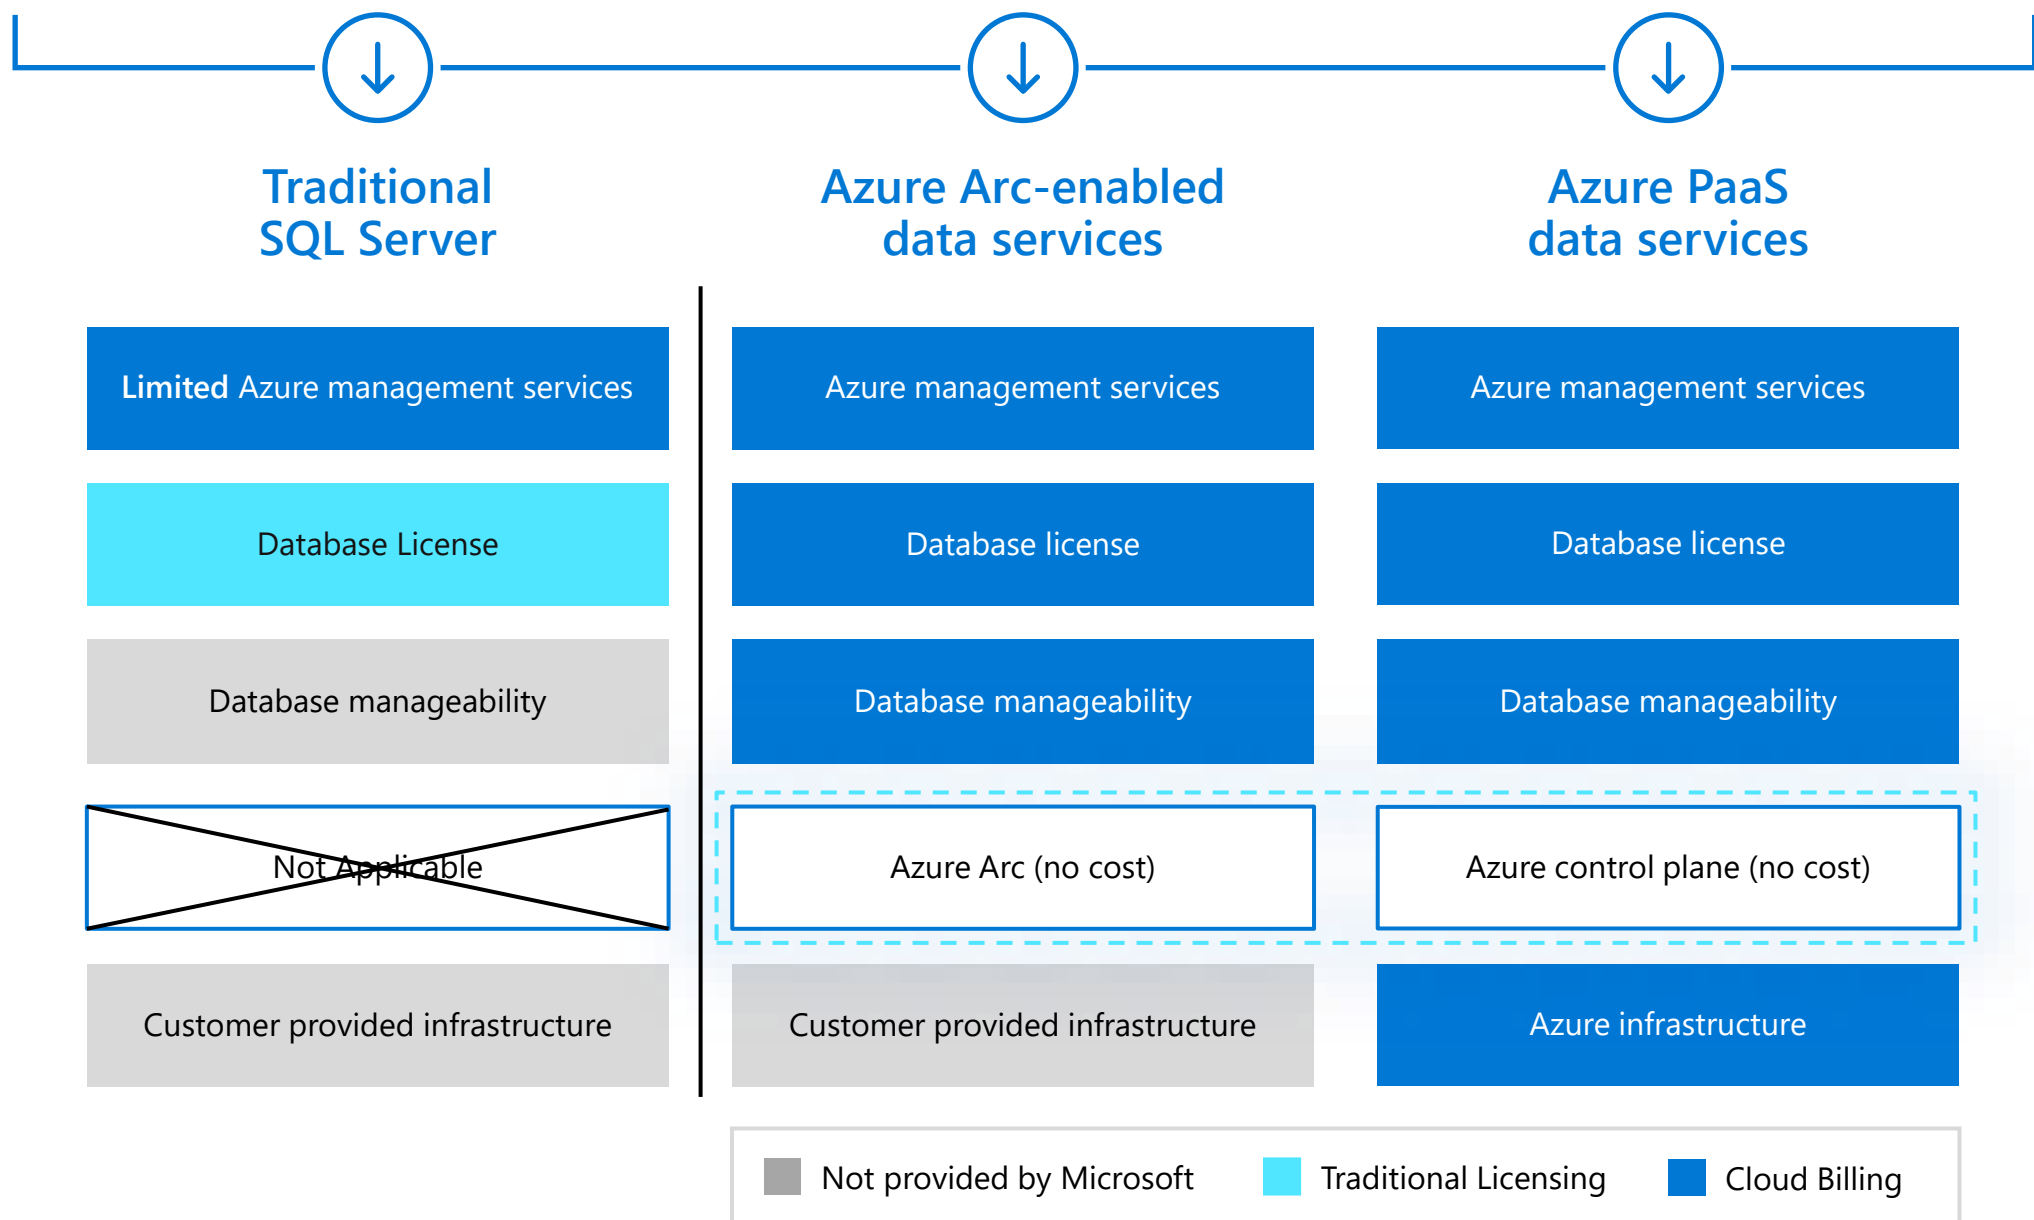 Traditional
SQL Server
Azure Arc-enabled
data services
Azure PaaS
data services
Limited Azure management services
Azure management services
Azure management services
Database License
Database license
Database license
Database manageability
Database manageability
Database manageability
Not Applicable
Azure Arc (no cost)
Azure control plane (no cost)
Customer provided infrastructure
Customer provided infrastructure
Azure infrastructure
Not provided by Microsoft
Traditional Licensing
Cloud Billing